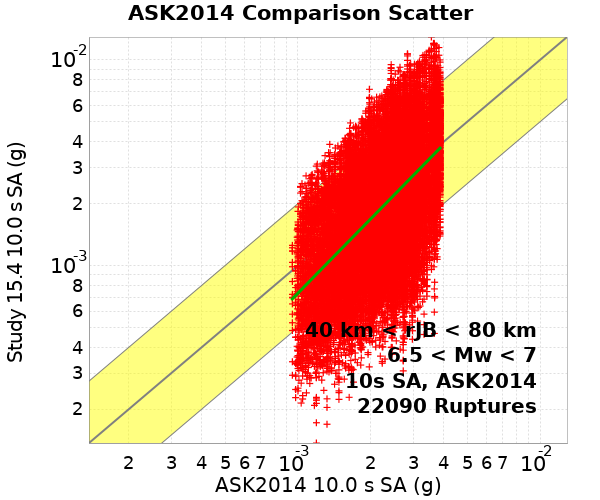 ASK2014 Comparison Scatter
Study 15.4 10.0 s SA (g)
10-2
8
6
4
3
2
10-3
8
6
4
3
2
40 km < rJB < 80 km
6.5 < Mw < 7
10s SA, ASK2014
22090 Ruptures
2 3 4 5 6 7 10-3 2 3 4 5 6 7 10-2
ASK2014 10.0 s SA (g)